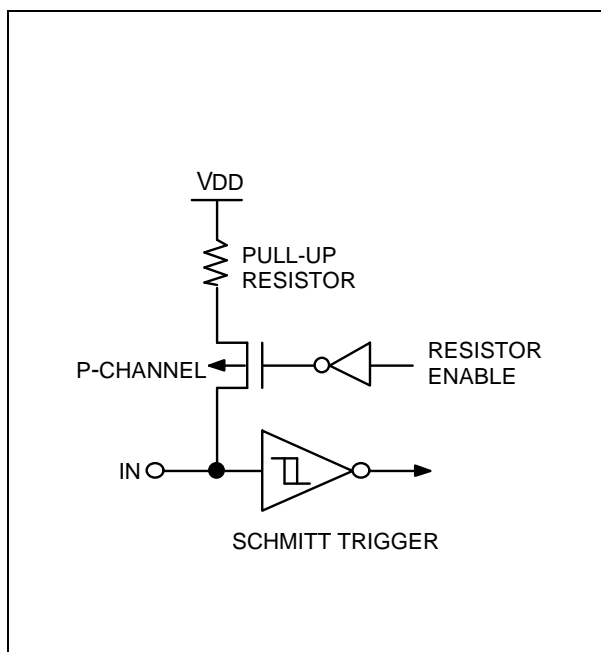 VDD
PULL-UP
RESISTOR
P-CHANNEL
RESISTOR
ENABLE
IN
SCHMITT TRIGGER